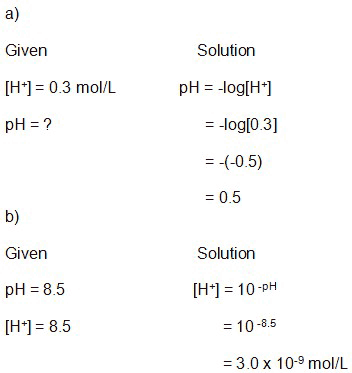 a)
Given Solution
[H⁺] = 0.3 mol/L pH = -log[H⁺]
pH = ? = -log[0.3]
= -(-0.5)
= 0.5
b)
Given Solution
pH = 8.5 [H⁺] = 10 ⁻ᵖᴴ
[H⁺] = 8.5 = 10 ⁻⁸·⁵
= 3.0 x 10⁻⁹ mol/L